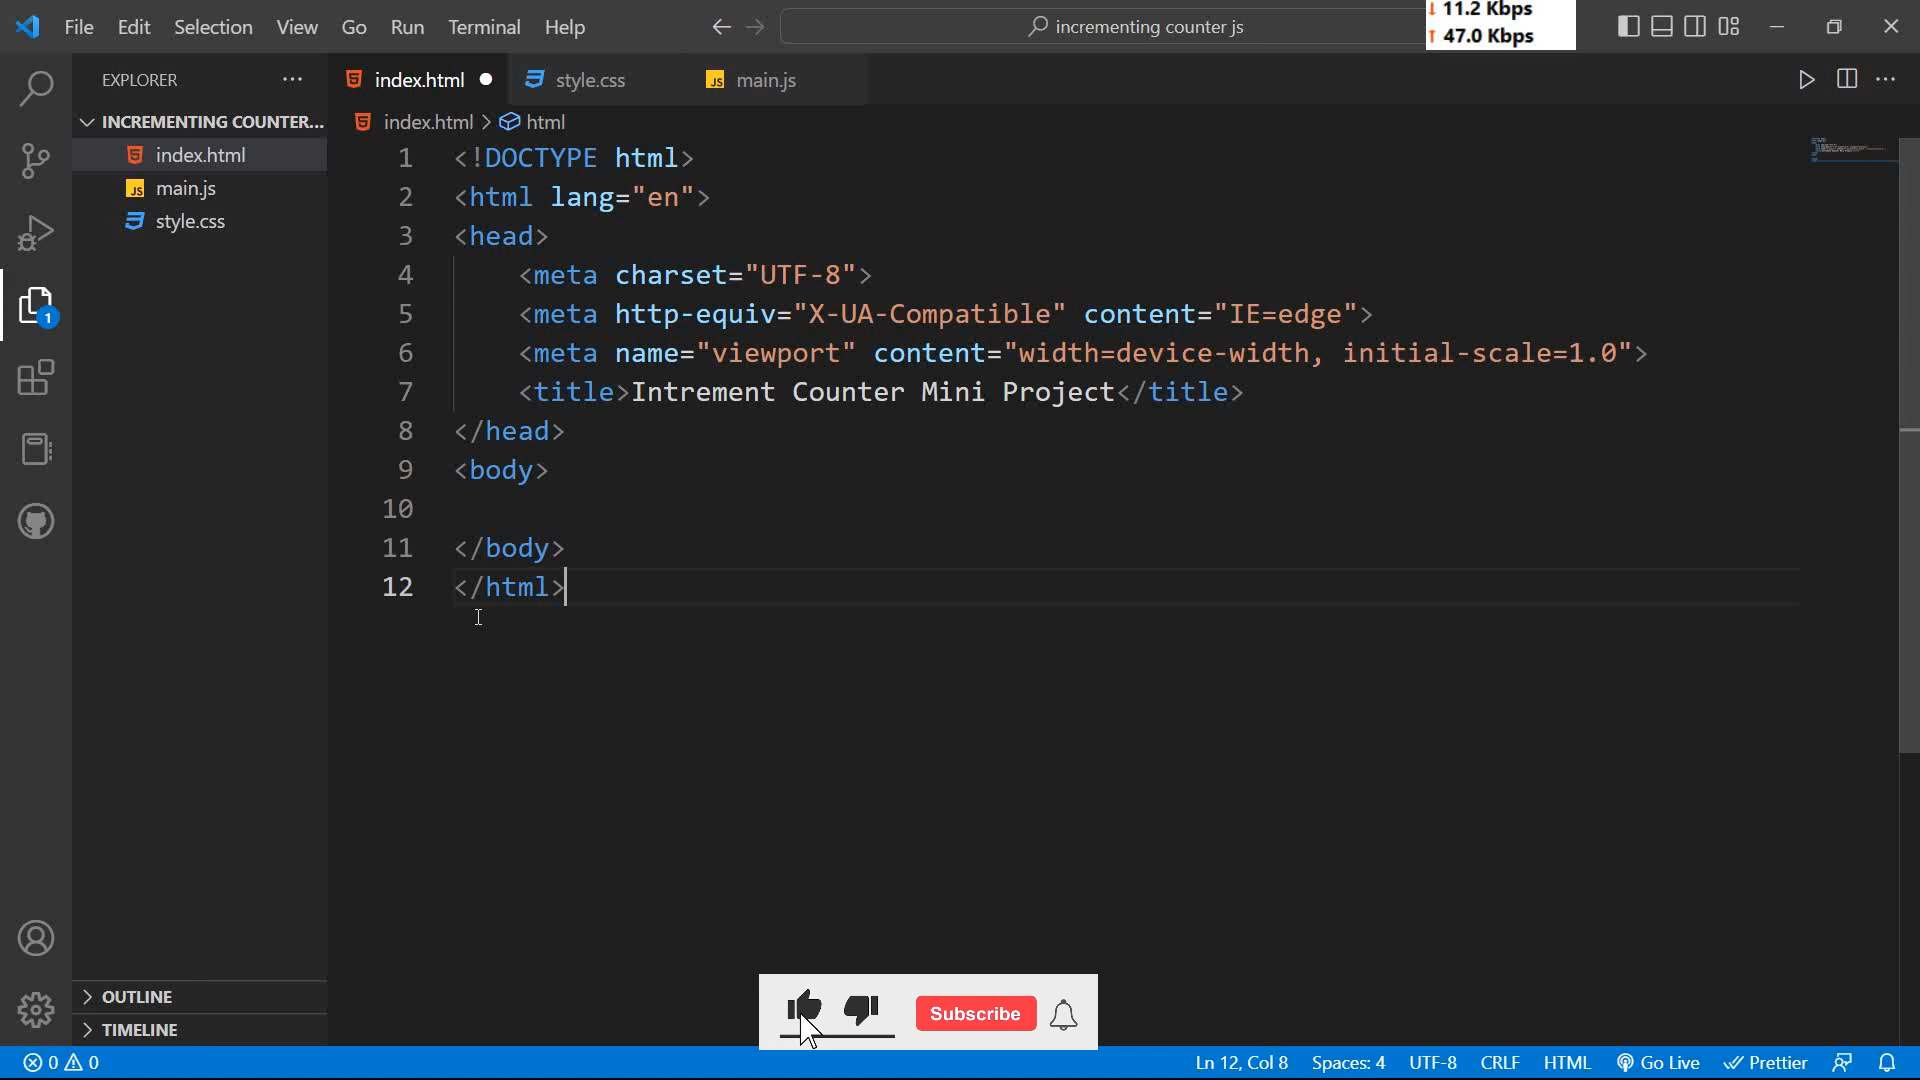 File Edit Selection View Go Run Terminal Help
incrementing counter js
11.2 Kbps
47.0 Kbps
EXPLORER
INCREMENTING COUNTER...
index.html
JS main.js
style.css
index.html
style.css
JS main.js
index.html > html
1 <!DOCTYPE html>
2 <html lang="en">
3 <head>
4 <meta charset="UTF-8">
5 <meta http-equiv="X-UA-Compatible" content="IE=edge">
6 <meta name="viewport" content="width=device-width, initial-scale=1.0">
7 <title>Intrement Counter Mini Project</title>
8 </head>
9 <body>
10
11 </body>
12 </html>
1
OUTLINE
TIMELINE
Subscribe
0 0
Ln 12, Col 8 Spaces: 4 UTF-8 CRLF HTML Go Live Prettier